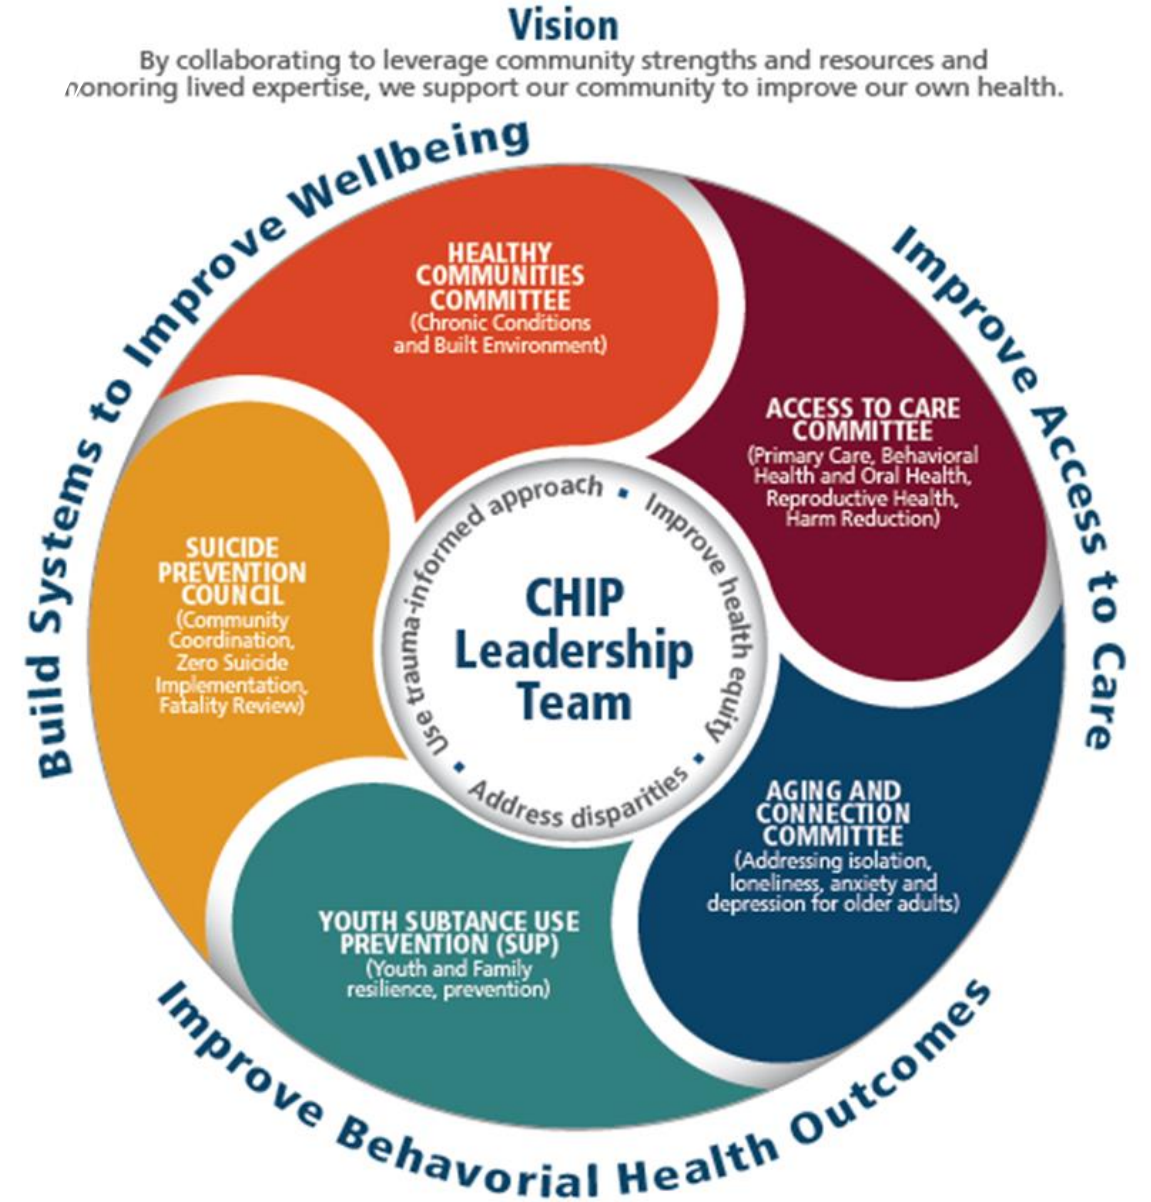 Vision
By collaborating to leverage community strengths and resources and
honoring lived expertise, we support our community to improve our own health.
Build Systems to Improve Wellbeing
Improve Access to Care
Improve Behavorial Health Outcomes
HEALTHY
COMMUNITIES
COMMITTEE
(Chronic Conditions
and Built Environment)
ACCESS TO CARE
COMMITTEE
(Primary Care, Behavioral
Health and Oral Health,
Reproductive Health,
Harm Reduction)
AGING AND
CONNECTION
COMMITTEE
(Addressing isolation,
loneliness, anxiety and
depression for older adults)
YOUTH SUBTANCE USE
PREVENTION (SUP)
(Youth and Family
resilience, prevention)
SUICIDE
PREVENTION
COUNCIL
(Community
Coordination,
Zero Suicide
Implementation,
Fatality Review)
Use trauma-informed approach ▪ Improve health equity ▪ Address disparities ▪
CHIP
Leadership
Team